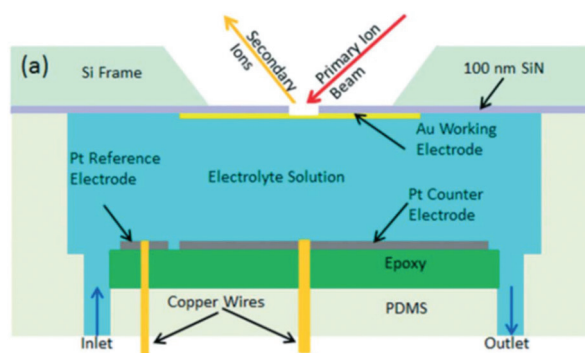 (a)
Si Frame
Secondary
Ions
Primary Ion
Beam
100 nm SiN
Au Working
Electrode
Pt Reference
Electrode
Electrolyte Solution
Pt Counter
Electrode
Epoxy
Copper Wires
PDMS
Inlet
Outlet